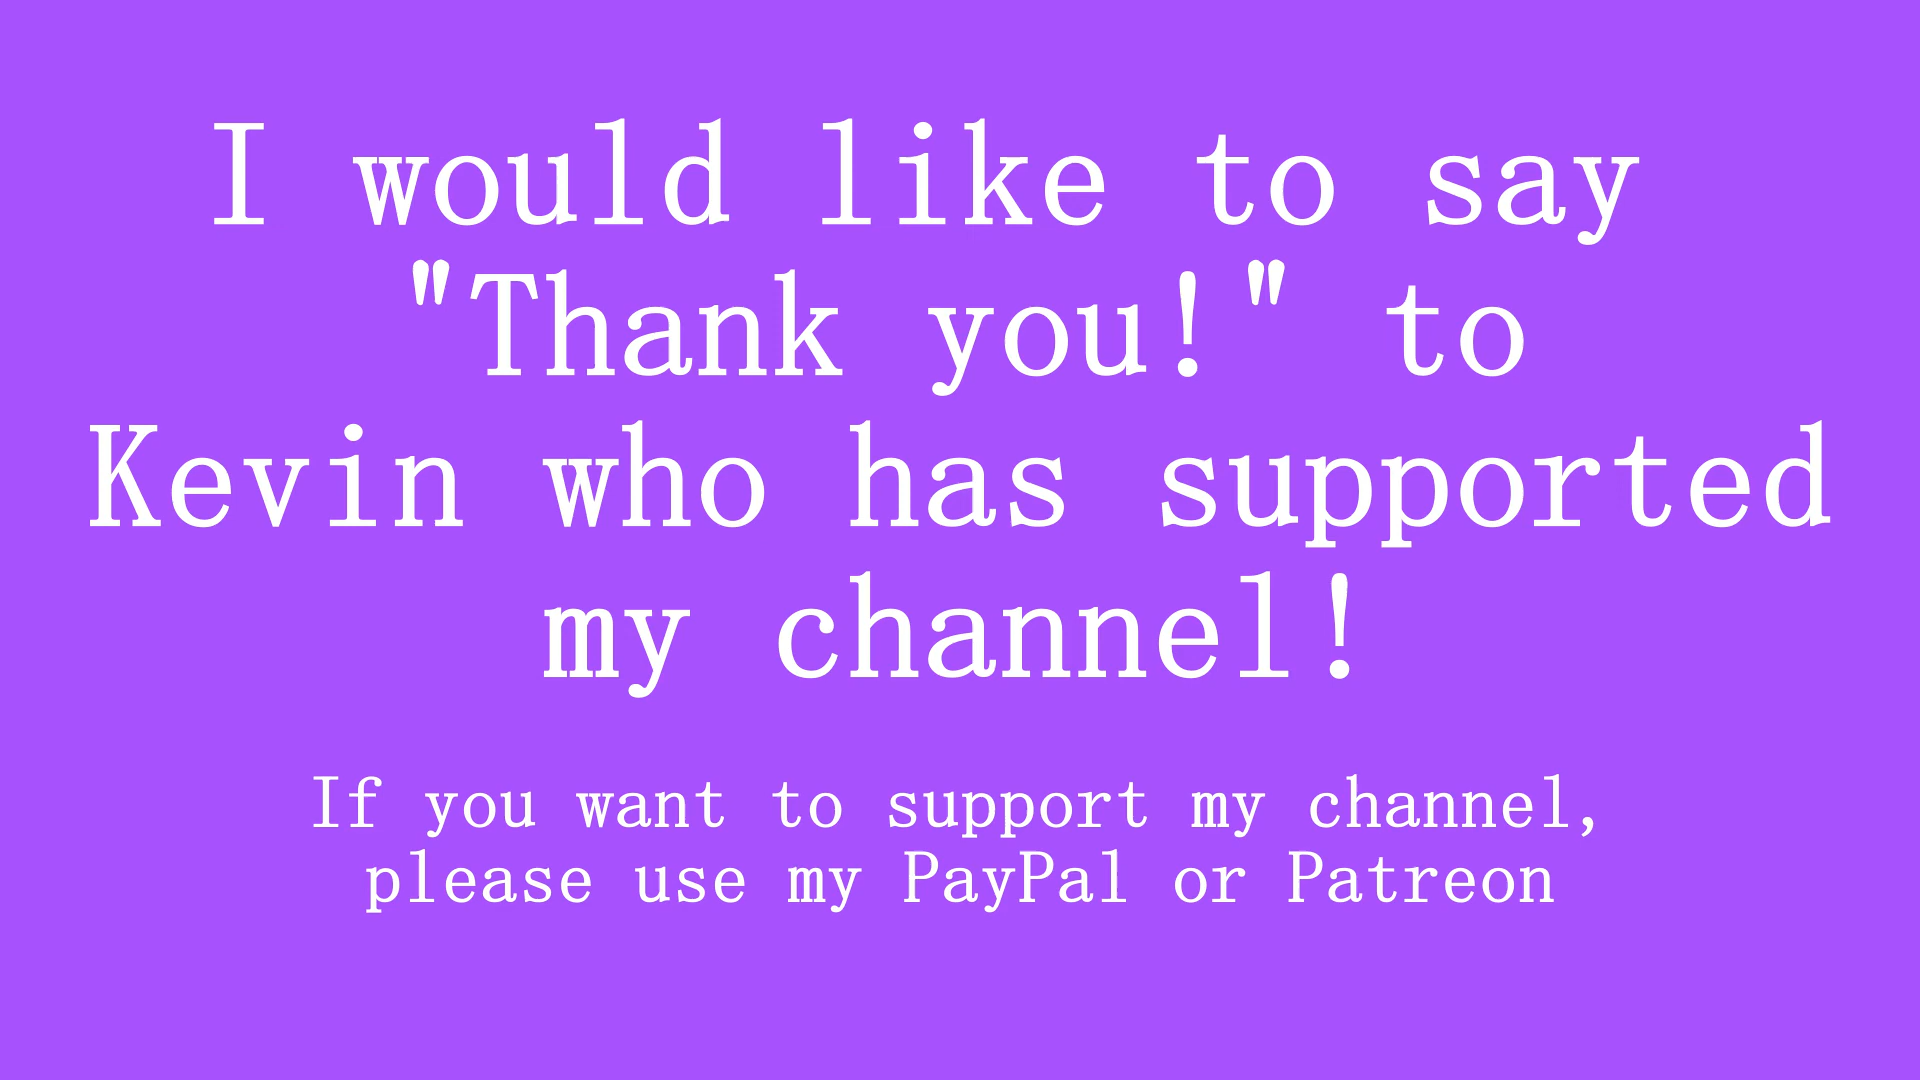 I would like to say
"Thank you!" to
Kevin who has supported
my channel!
If you want to support my channel,
please use my PayPal or Patreon